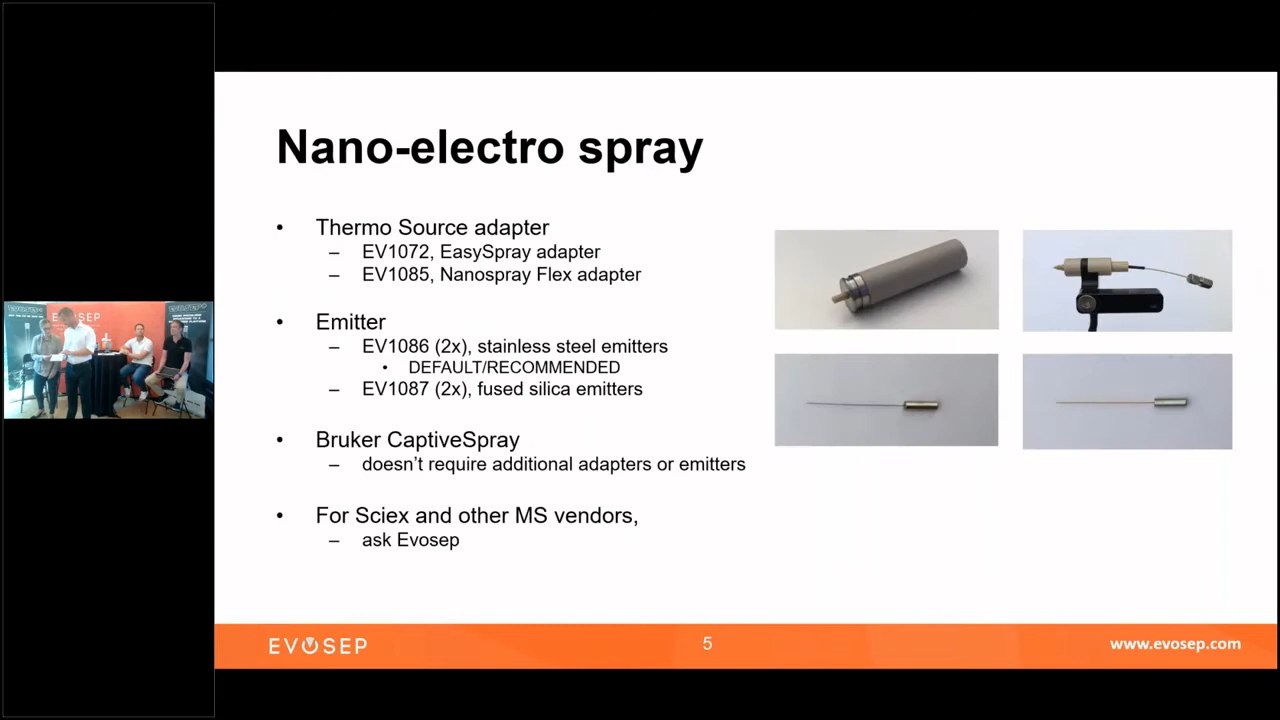 Nano-electro spray
• Thermo Source adapter
– EV1072, EasySpray adapter
– EV1085, Nanospray Flex adapter
• Emitter
– EV1086 (2x), stainless steel emitters
• DEFAULT/RECOMMENDED
– EV1087 (2x), fused silica emitters
• Bruker CaptiveSpray
– doesn’t require additional adapters or emitters
• For Sciex and other MS vendors,
– ask Evosep
EVOSEP
5
www.evosep.com